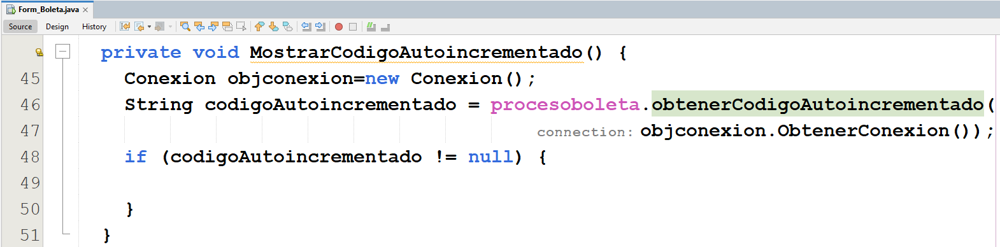 Form_Boleta.java
Source Design History
private void MostrarCodigoAutoincrementado() {
45 Conexion objconexion=new Conexion();
46 String codigoAutoincrementado = procesoboleta.obtenerCodigoAutoincrementado(
47 connection: objconexion.ObtenerConexion());
48 if (codigoAutoincrementado != null) {
49
50 }
51 }